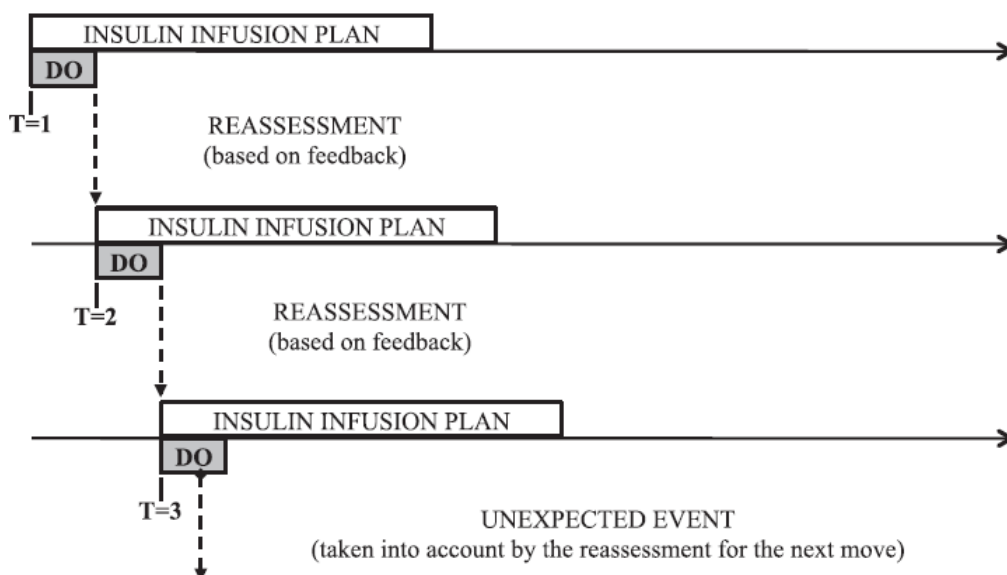 INSULIN INFUSION PLAN
DO
T=1
REASSESSMENT
(based on feedback)
INSULIN INFUSION PLAN
DO
T=2
REASSESSMENT
(based on feedback)
INSULIN INFUSION PLAN
DO
T=3
UNEXPECTED EVENT
(taken into account by the reassessment for the next move)